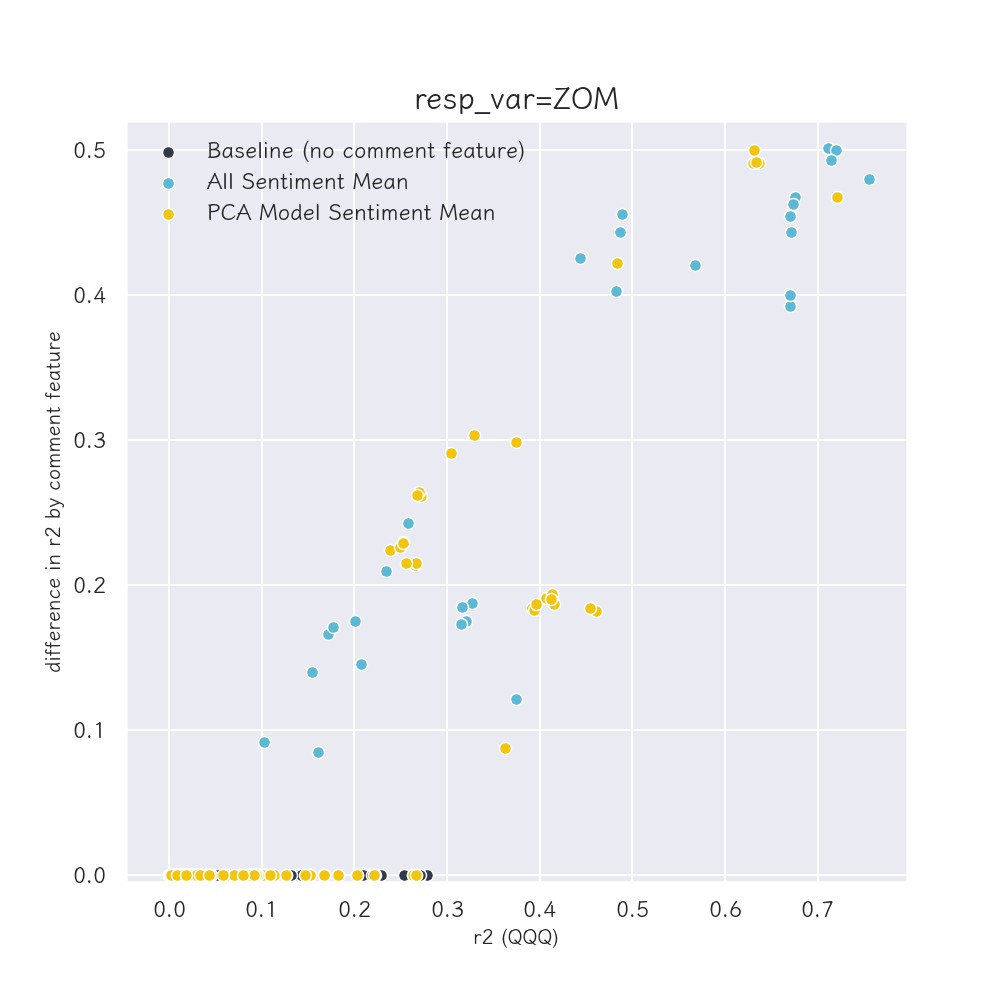 resp_var=ZOM
Baseline (no comment feature)
All Sentiment Mean
PCA Model Sentiment Mean
difference in r2 by comment feature
0.5
0.4
0.3
0.2
0.1
0.0
0.0 0.1 0.2 0.3 0.4 0.5 0.6 0.7
r2 (QQQ)